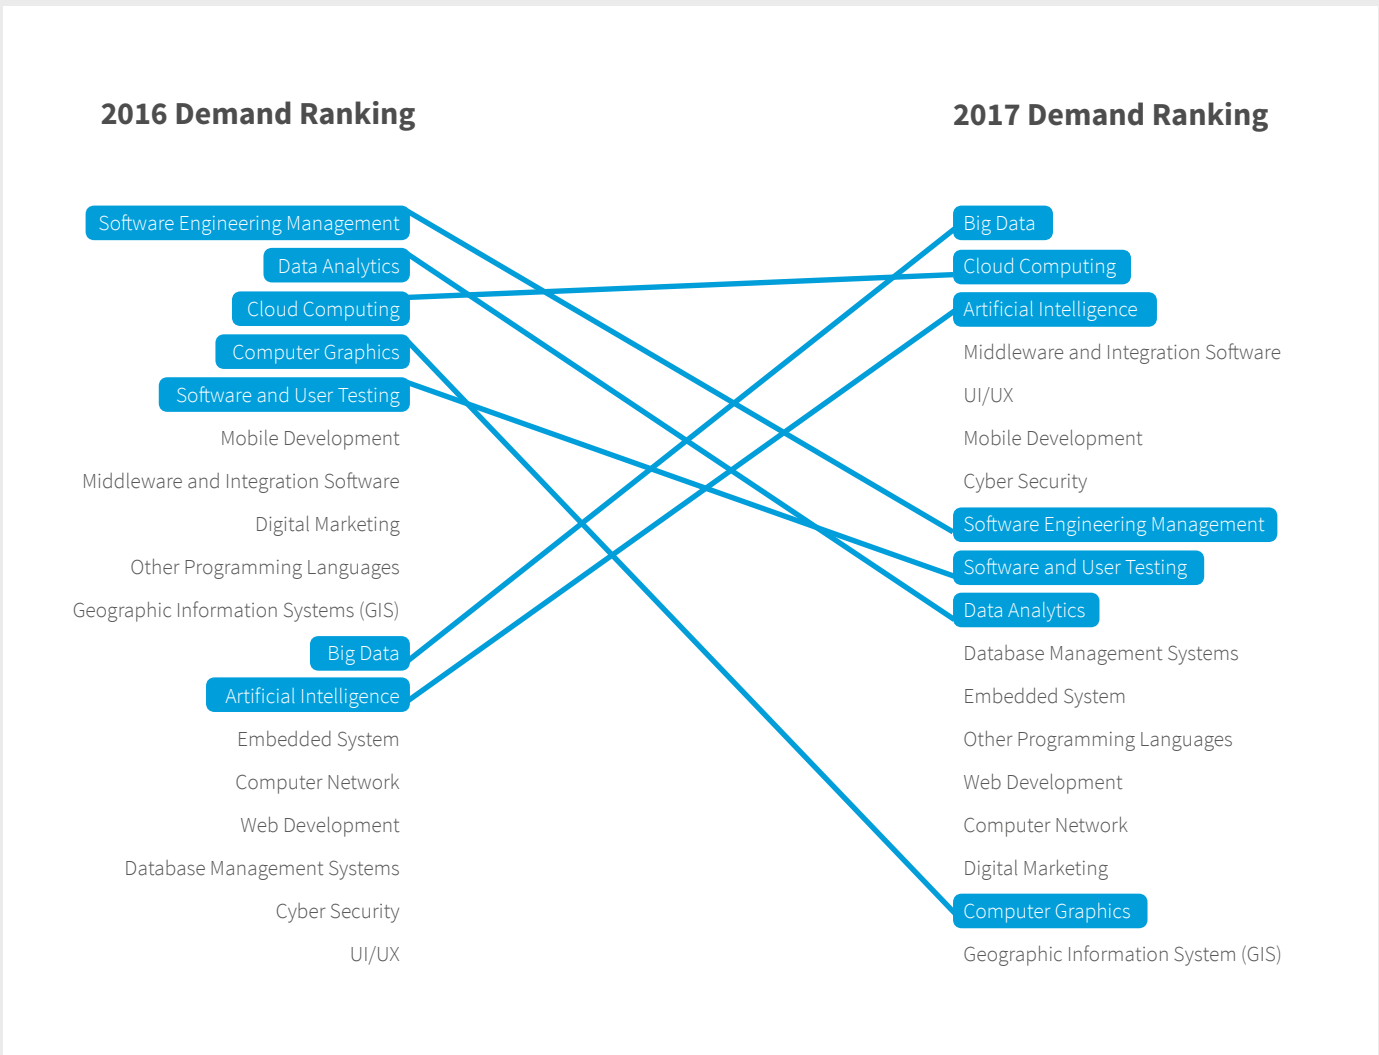 2016 Demand Ranking
Software Engineering Management
Data Analytics
Cloud Computing
Computer Graphics
Software and User Testing
Mobile Development
Middleware and Integration Software
Digital Marketing
Other Programming Languages
Geographic Information Systems (GIS)
Big Data
Artificial Intelligence
Embedded System
Computer Network
Web Development
Database Management Systems
Cyber Security
UI/UX
2017 Demand Ranking
Big Data
Cloud Computing
Artificial Intelligence
Middleware and Integration Software
UI/UX
Mobile Development
Cyber Security
Software Engineering Management
Software and User Testing
Data Analytics
Database Management Systems
Embedded System
Other Programming Languages
Web Development
Computer Network
Digital Marketing
Computer Graphics
Geographic Information System (GIS)